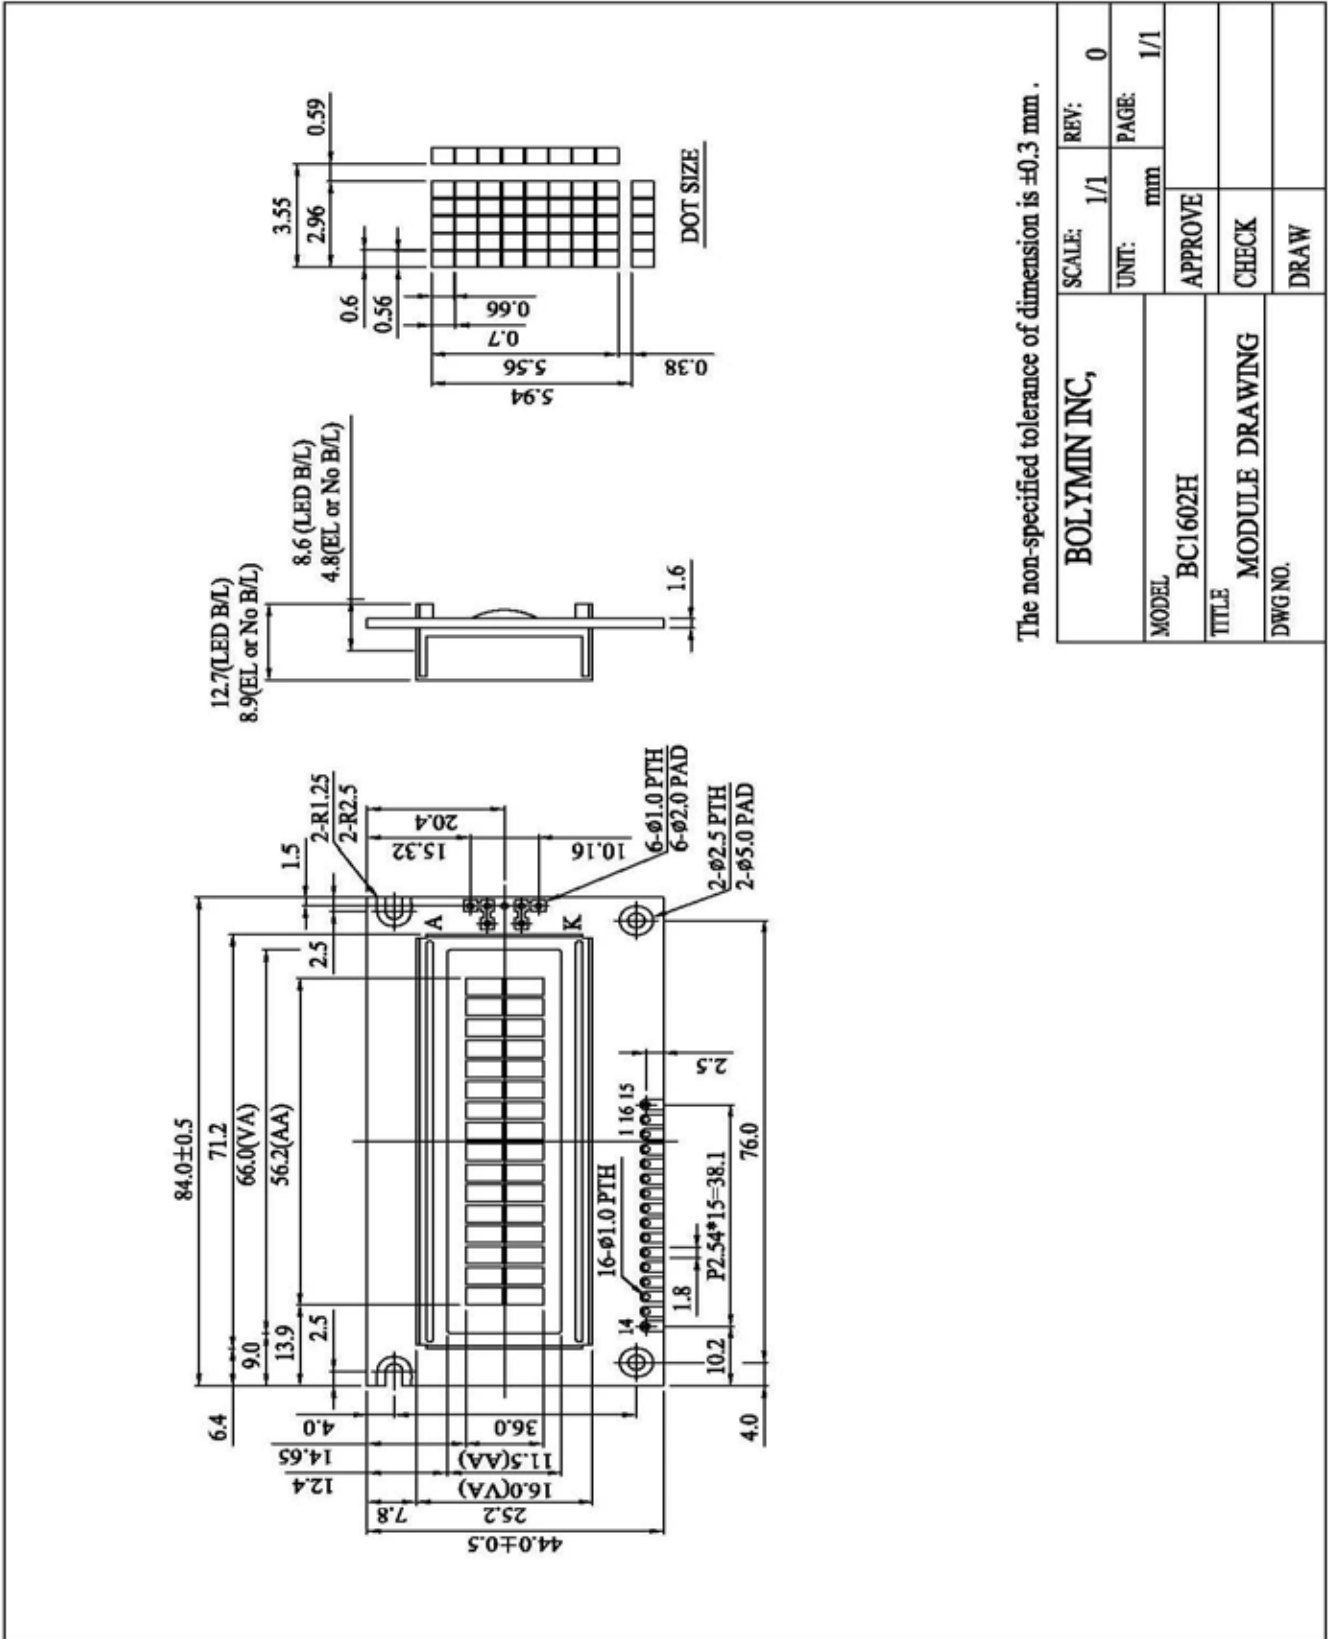 84.0±0.5
71.2
66.0(VA)
56.2(AA)
6.4
9.0
13.9
2.5
2.5
1.5
2-R1.25
2-R2.5
20.4
15.32
10.16
6-ø1.0 PTH
6-ø2.0 PAD
2-ø2.5 PTH
2-ø5.0 PAD
A
K
4.0
36.0
14.65
11.5(AA)
12.4
16.0(VA)
7.8
25.2
44.0±0.5
14
1 16 15
16-ø1.0 PTH
2.5
1.8
P2.54*15=38.1
10.2
76.0
4.0
12.7(LED B/L)
8.9(EL or No B/L)
8.6 (LED B/L)
4.8(EL or No B/L)
1.6
3.55
0.59
2.96
0.6
0.56
0.66
0.7
5.56
0.38
5.94
DOT SIZE
The non-specified tolerance of dimension is ±0.3 mm .
BOLYMIN INC,
SCALE: 1/1
REV: 0
UNIT: mm
PAGE: 1/1
MODEL
BC1602H
APPROVE
TITLE
MODULE DRAWING
CHECK
DWG NO.
DRAW